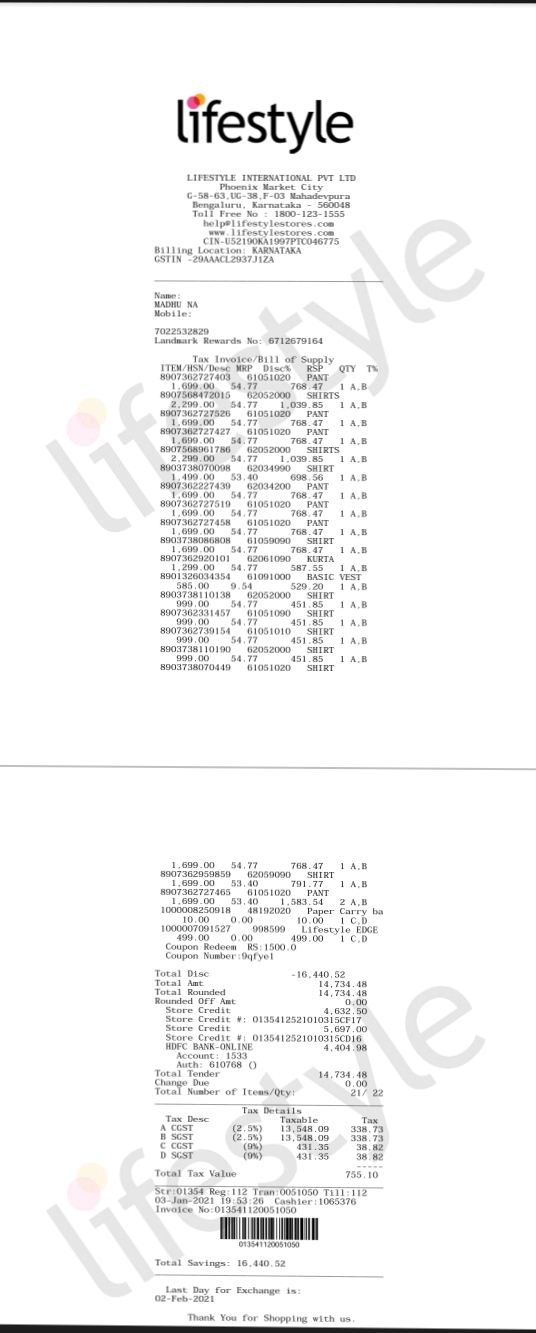 lifestyle
LIFESTYLE INTERNATIONAL PVT LTD
Phoenix Market City
G-58-63,UG-38,F-03 Mahadevpura
Bengaluru, Karnataka - 560048
Toll Free No : 1800-123-1555
help@lifestylestores.com
www.lifestylestores.com
CIN-U52190KA1997PTC046775
Billing Location: KARNATAKA
GSTIN -29AAACL2937J1ZA
Name:
MADHU NA
Mobile:
7022532829
Landmark Rewards No: 6712679164
Tax Invoice/Bill of Supply
ITEM/HSN/Desc MRP Disc% RSP QTY T%
8907362727403 61051020 PANT
1,699.00 54.77 768.47 1 A,B
8907568472015 62052000 SHIRTS
2,299.00 54.77 1,039.85 1 A,B
8907362727526 61051020 PANT
1,699.00 54.77 768.47 1 A,B
8907362727427 61051020 PANT
1,699.00 54.77 768.47 1 A,B
8907568961786 62052000 SHIRTS
2,299.00 54.77 1,039.85 1 A,B
8903738070098 62034990 SHIRT
1,499.00 53.40 698.56 1 A,B
8907362227439 62034200 PANT
1,699.00 54.77 768.47 1 A,B
8907362727519 61051020 PANT
1,699.00 54.77 768.47 1 A,B
8907362727458 61051020 PANT
1,699.00 54.77 768.47 1 A,B
8903738086808 61059090 SHIRT
1,699.00 54.77 768.47 1 A,B
8907362920101 62061090 KURTA
1,299.00 54.77 587.55 1 A,B
8901326034354 61091000 BASIC VEST
585.00 9.54 529.20 1 A,B
8903738110138 62052000 SHIRT
999.00 54.77 451.85 1 A,B
8907362331457 61051090 SHIRT
999.00 54.77 451.85 1 A,B
8907362739154 61051010 SHIRT
999.00 54.77 451.85 1 A,B
8903738110190 62052000 SHIRT
999.00 54.77 451.85 1 A,B
8903738070449 61051020 SHIRT
1,699.00 54.77 768.47 1 A,B
8907362959859 62059090 SHIRT
1,699.00 53.40 791.77 1 A,B
8907362727465 61051020 PANT
1,699.00 53.40 1,583.54 2 A,B
1000008250918 48192020 Paper Carry ba
10.00 0.00 10.00 1 C,D
1000007091527 998599 Lifestyle EDGE
499.00 0.00 499.00 1 C,D
Coupon Redeem RS:1500.0
Coupon Number:9qfye1
Total Disc -16,440.52
Total Amt 14,734.48
Total Rounded 14,734.48
Rounded Off Amt 0.00
Store Credit 4,632.50
Store Credit #: 0135412521010315CF17
Store Credit 5,697.00
Store Credit #: 0135412521010315CD16
HDFC BANK-ONLINE 4,404.98
Account: 1533
Auth: 610768 ()
Total Tender 14,734.48
Change Due 0.00
Total Number of Items/Qty: 21/ 22
Tax Details
Tax Desc Taxable Tax
A CGST (2.5%) 13,548.09 338.73
B SGST (2.5%) 13,548.09 338.73
C CGST (9%) 431.35 38.82
D SGST (9%) 431.35 38.82
-----
Total Tax Value 755.10
Str:01354 Reg:112 Tran:0051050 Till:112
03-Jan-2021 19:53:26 Cashier:1065376
Invoice No:013541120051050
013541120051050
Total Savings: 16,440.52
Last Day for Exchange is:
02-Feb-2021
Thank You for Shopping with us.
lifestyle
lifestyle